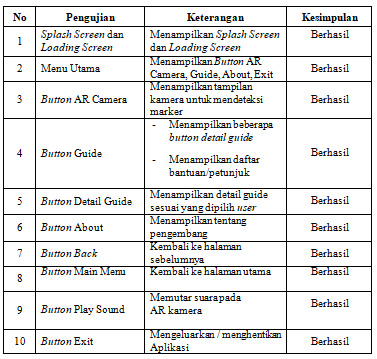 No Pengujian Keterangan Kesimpulan
1 Splash Screen dan Loading Screen Menampilkan Splash Screen dan Loading Screen Berhasil
2 Menu Utama Menampilkan Button AR Camera, Guide, About, Exit Berhasil
3 Button AR Camera Menampilkan tampilan kamera untuk mendeteksi marker Berhasil
4 Button Guide - Menampilkan beberapa button detail guide - Menampilkan daftar bantuan/petunjuk Berhasil
5 Button Detail Guide Menampilkan detail guide sesuai yang dipilih user Berhasil
6 Button About Menampilkan tentang pengembang Berhasil
7 Button Back Kembali ke halaman sebelumnya Berhasil
8 Button Main Menu Kembali ke halaman utama Berhasil
9 Button Play Sound Memutar suara pada AR kamera Berhasil
10 Button Exit Mengeluarkan / menghentikan Aplikasi Berhasil